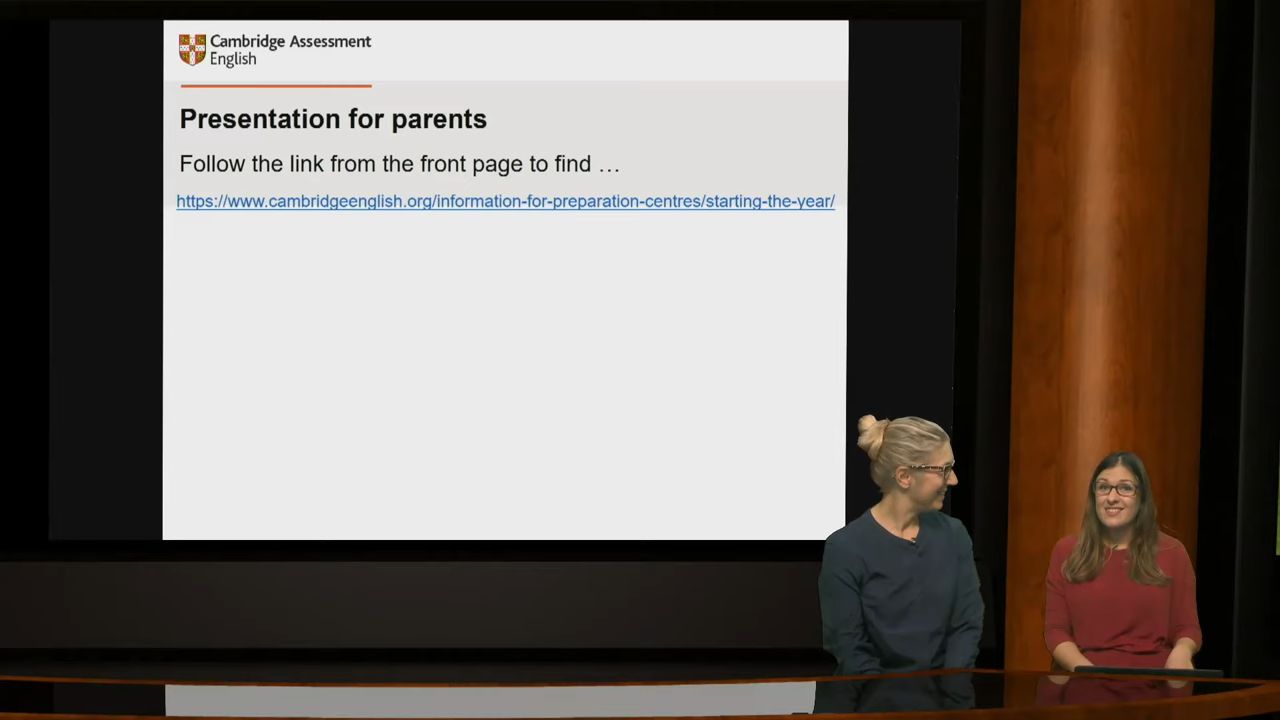 Cambridge Assessment
English
Presentation for parents
Follow the link from the front page to find …
https://www.cambridgeenglish.org/information-for-preparation-centres/starting-the-year/